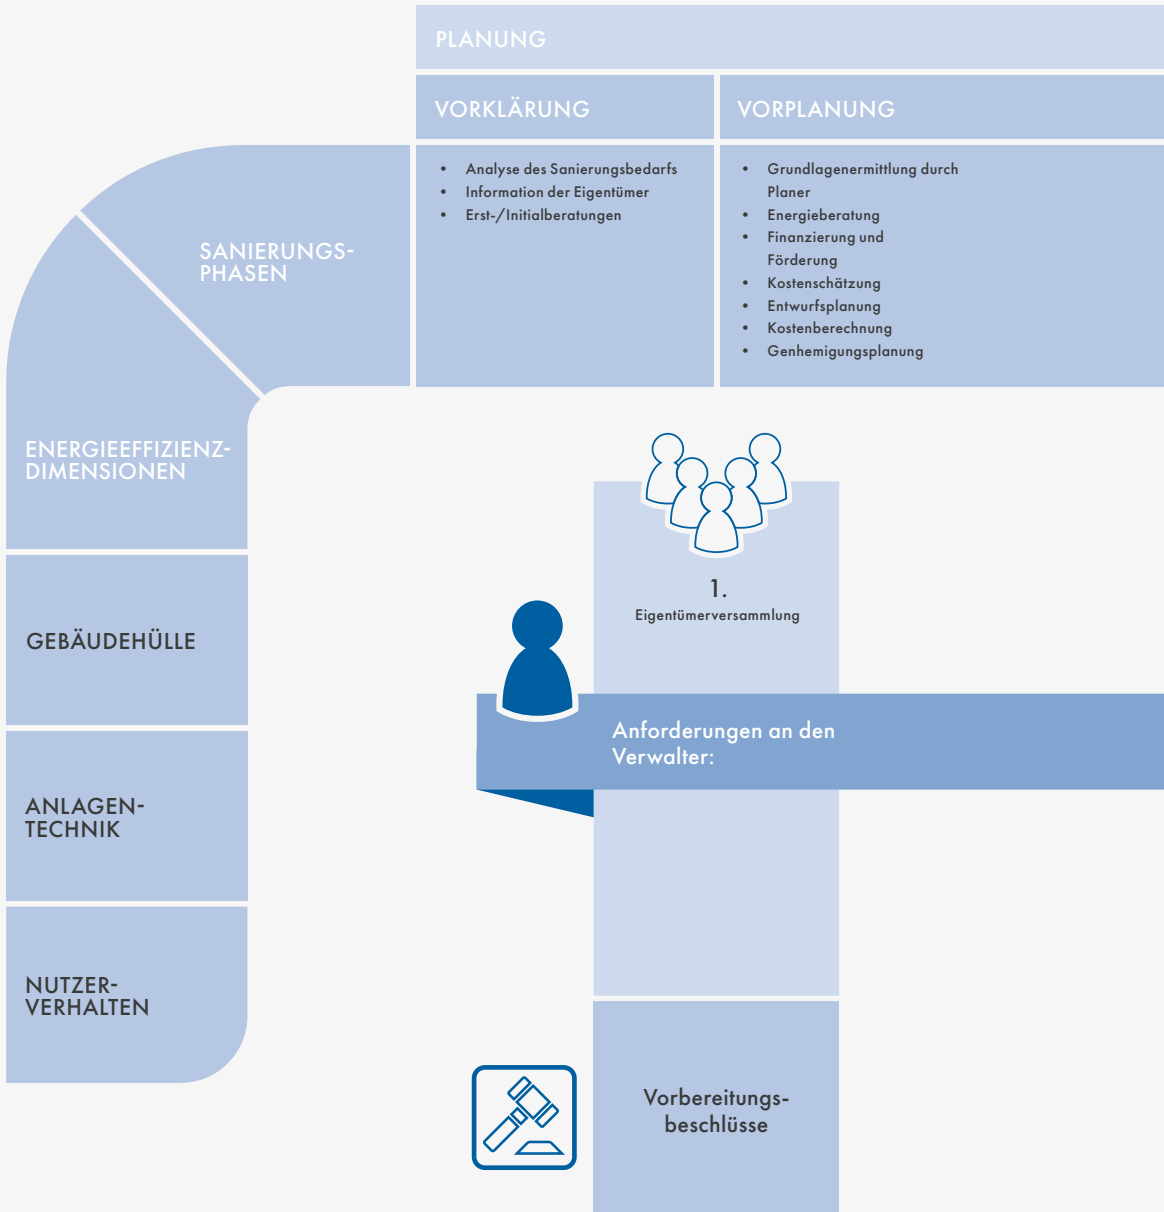 PLANUNG
VORKLÄRUNG
VORPLANUNG
• Analyse des Sanierungsbedarfs
• Information der Eigentümer
• Erst-/Initialberatungen
• Grundlagenermittlung durch
Planer
• Energieberatung
• Finanzierung und
Förderung
• Kostenschätzung
• Entwurfsplanung
• Kostenberechnung
• Genhemigungsplanung
SANIERUNGS-
PHASEN
ENERGIEEFFIZIENZ-
DIMENSIONEN
GEBÄUDEHÜLLE
ANLAGEN-
TECHNIK
NUTZER-
VERHALTEN
1.
Eigentümerversammlung
Anforderungen an den
Verwalter:
Vorbereitungs-
beschlüsse